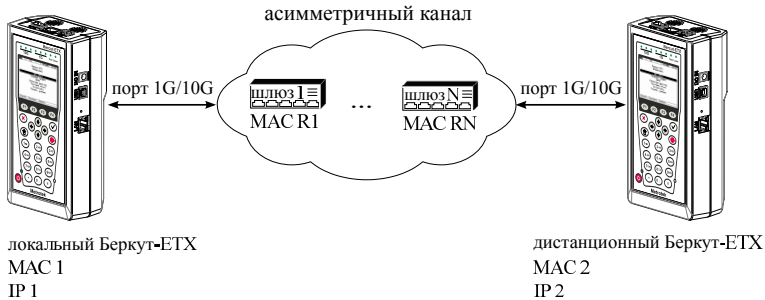 асимметричный канал
порт 1G/10G
шлюз 1
MAC R1
...
шлюз N
MAC RN
порт 1G/10G
локальный Беркут-ETX
MAC 1
IP 1
дистанционный Беркут-ETX
MAC 2
IP 2